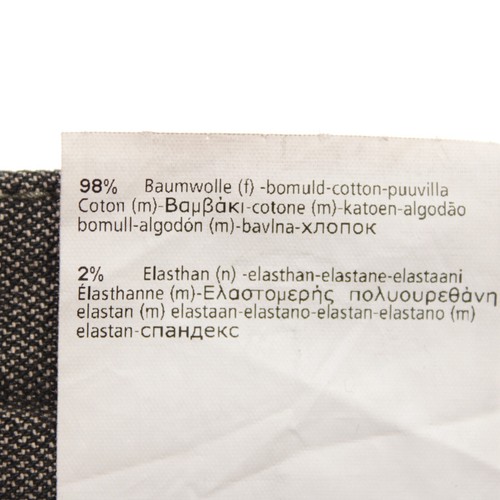 98% Baumwolle (f) -bomuld-cotton-puuvilla
Coton (m)-Βαμβάκι-cotone (m)-katoen-algodão
bomull-algodón (m)-bavlna-хлопок
2% Elasthan (n) -elasthan-elastane-elastaani
Élasthanne (m)-Ελαστομερής πολυουρεθάνη
elastan (m) elastaan-elastano-elastan-elastano (m)
elastan-спандекс